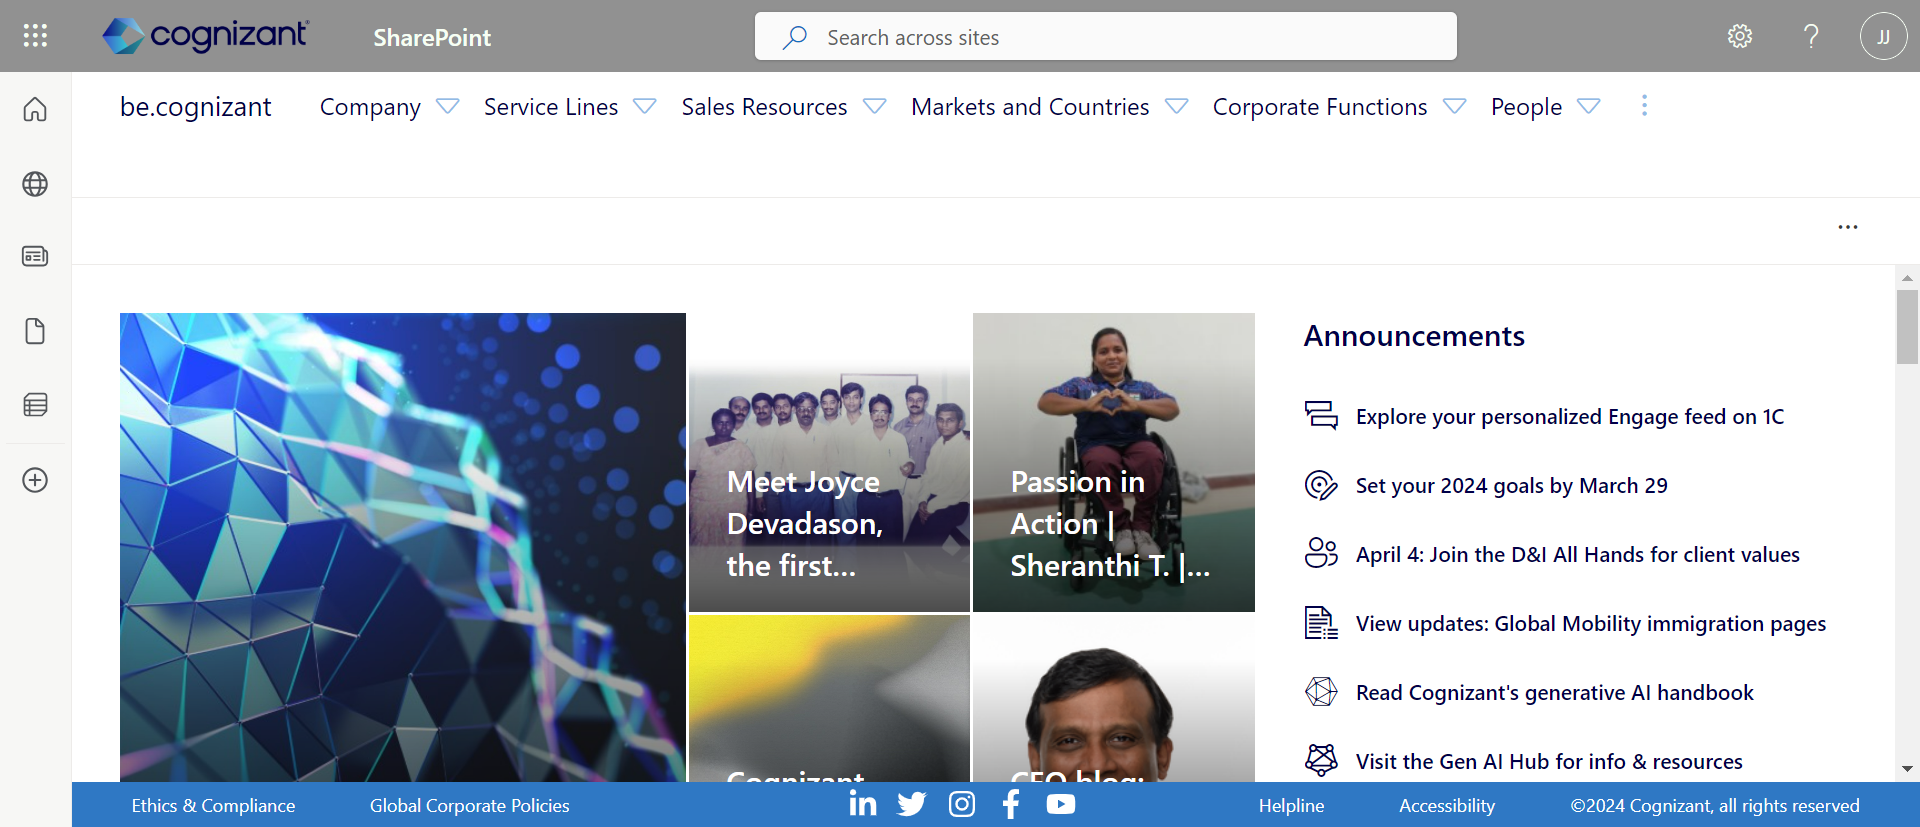 cognizant
SharePoint
Search across sites
JJ
be.cognizant
Company
Service Lines
Sales Resources
Markets and Countries
Corporate Functions
People
Meet Joyce
Devadason,
the first...
Passion in
Action |
Sheranthi T. |...
Cognizant
CEO blog:
Announcements
Explore your personalized Engage feed on 1C
Set your 2024 goals by March 29
April 4: Join the D&I All Hands for client values
View updates: Global Mobility immigration pages
Read Cognizant's generative AI handbook
Visit the Gen AI Hub for info & resources
Ethics & Compliance
Global Corporate Policies
Helpline
Accessibility
©2024 Cognizant, all rights reserved